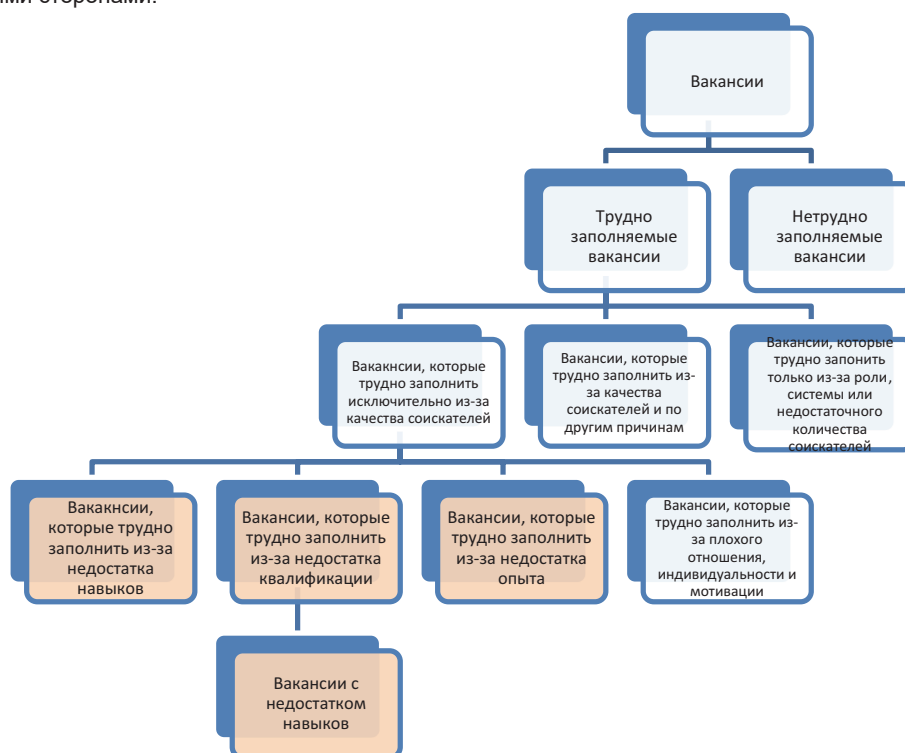 ми сторонами.
Вакансии
Трудно
заполняемые
вакансии
Нетрудно
заполняемые
вакансии
Вакакнсии, которые
трудно заполнить
исключительно из-за
качества соискателей
Вакансии, которые
трудно заполнить из-
за качества
соискателей и по
другим причинам
Вакансии, которые
трудно запонить
только из-за роли,
системы или
недостаточного
количества
соискателей
Вакакнсии,
которые трудно
заполнить из-за
недостатка
навыков
Вакансии, которые
трудно заполнить
из-за недостатка
квалификации
Вакансии, которые
трудно заполнить
из-за недостатка
опыта
Вакансии, которые
трудно заполнить из-
за плохого
отношения,
индивидуальности и
мотивации
Вакансии с
недостатком
навыков